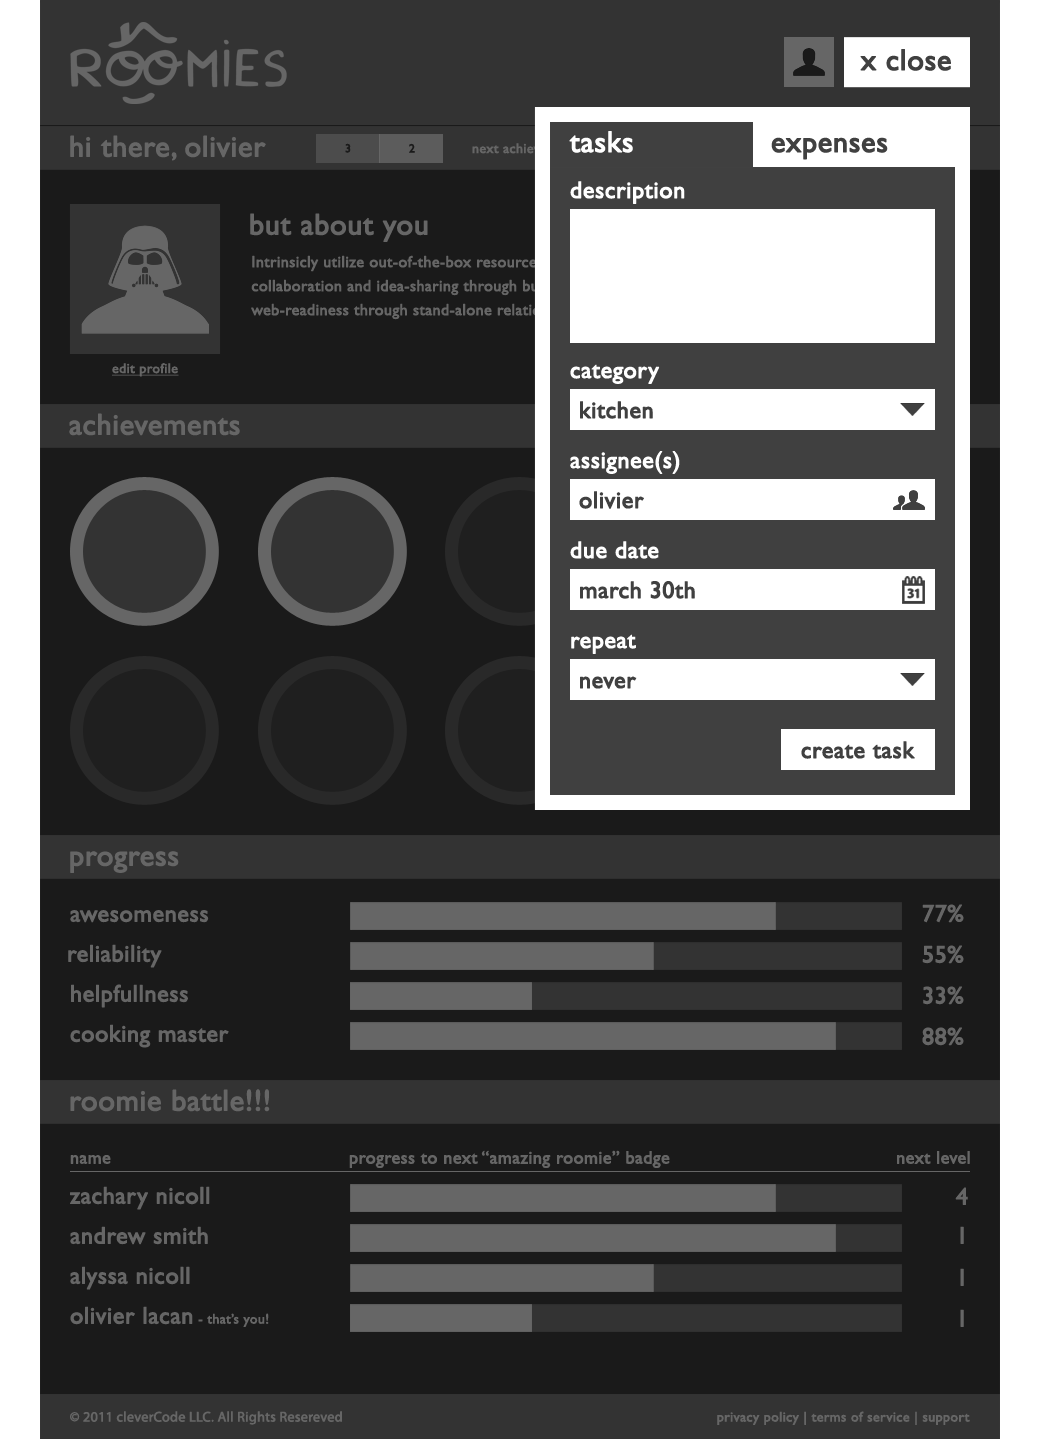 ROOMIES
x close
hi there, olivier
3
2
next achie
tasks
expenses
description
but about you
Intrinsicly utilize out-of-the-box resource
collaboration and idea-sharing through bu
web-readiness through stand-alone relati
edit profile
category
kitchen
achievements
assignee(s)
olivier
due date
march 30th
31
repeat
never
create task
progress
awesomeness 77%
reliability 55%
helpfullness 33%
cooking master 88%
roomie battle!!!
name progress to next “amazing roomie” badge next level
zachary nicoll 4
andrew smith 1
alyssa nicoll 1
olivier lacan - that's you! 1
© 2011 cleverCode LLC. All Rights Resereved
privacy policy | terms of service | support